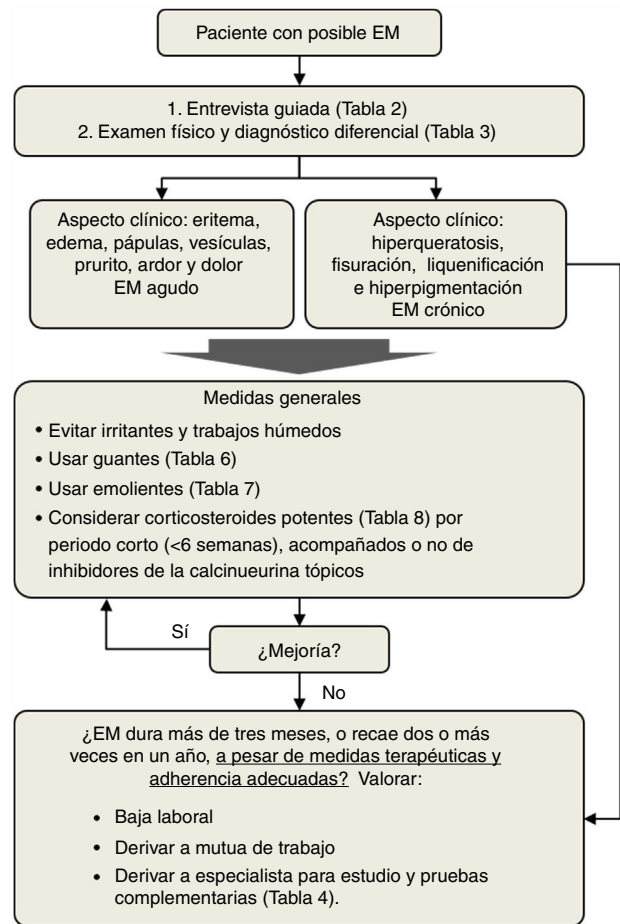 Paciente con posible EM
1. Entrevista guiada (Tabla 2)
2. Examen físico y diagnóstico diferencial (Tabla 3)
Aspecto clínico: eritema,
edema, pápulas, vesículas,
prurito, ardor y dolor
EM agudo
Aspecto clínico:
hiperqueratosis,
fisuración, liquenificación
e hiperpigmentación
EM crónico
Medidas generales
• Evitar irritantes y trabajos húmedos
• Usar guantes (Tabla 6)
• Usar emolientes (Tabla 7)
• Considerar corticosteroides potentes (Tabla 8) por
periodo corto (<6 semanas), acompañados o no de
inhibidores de la calcinueurina tópicos
Sí
¿Mejoría?
No
¿EM dura más de tres meses, o recae dos o más
veces en un año, a pesar de medidas terapéuticas y
adherencia adecuadas? Valorar:
• Baja laboral
• Derivar a mutua de trabajo
• Derivar a especialista para estudio y pruebas
complementarias (Tabla 4).